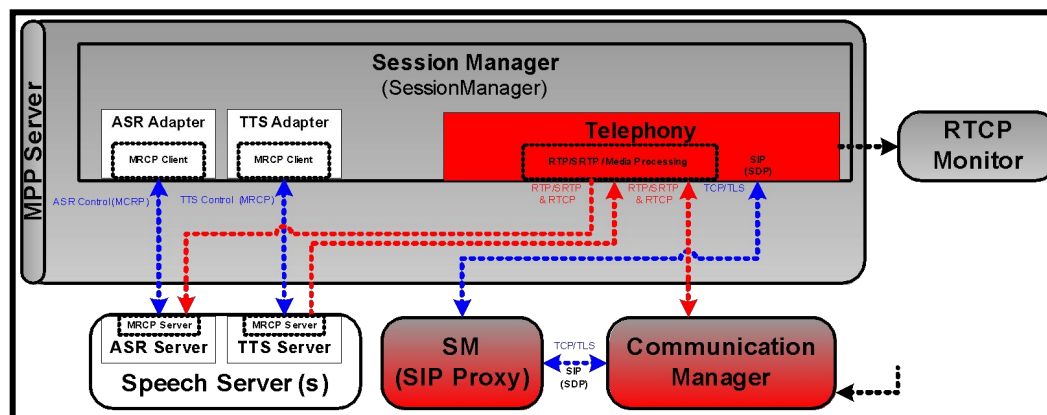 MPP Server
Session Manager
(SessionManager)
ASR Adapter
MRCP Client
TTS Adapter
MRCP Client
Telephony
RTP/SRTP/Media Processing
SIP
(SDP)
RTCP
Monitor
ASR Control(MCRP)
TTS Control (MRCP)
RTP/SRTP
& RTCP
RTP/SRTP
& RTCP
TCP/TLS
MRCP Server
ASR Server
MRCP Server
TTS Server
Speech Server(s)
SM
(SIP Proxy)
TCP/TLS
SIP
(SDP)
Communication
Manager